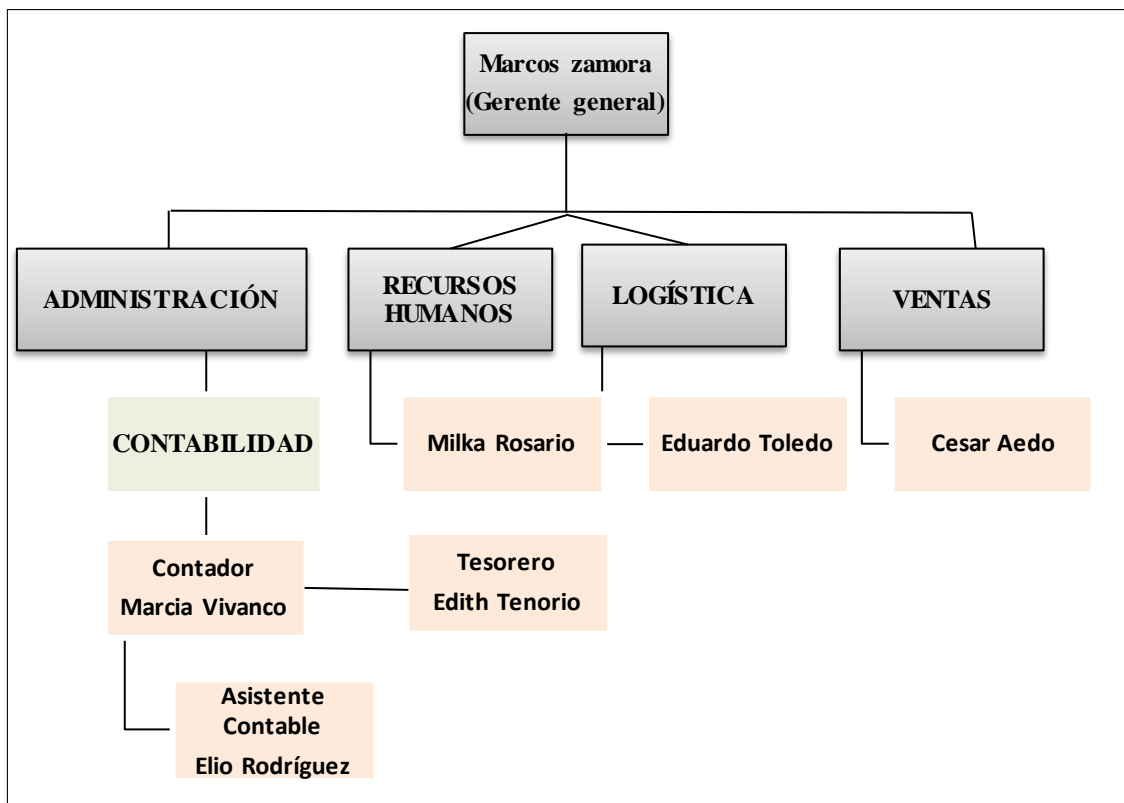 Marcos zamora
(Gerente general)
ADMINISTRACIÓN
RECURSOS
HUMANOS
LOGÍSTICA
VENTAS
CONTABILIDAD
Milka Rosario
Eduardo Toledo
Cesar Aedo
Contador
Marcia Vivanco
Tesorero
Edith Tenorio
Asistente
Contable
Elio Rodríguez